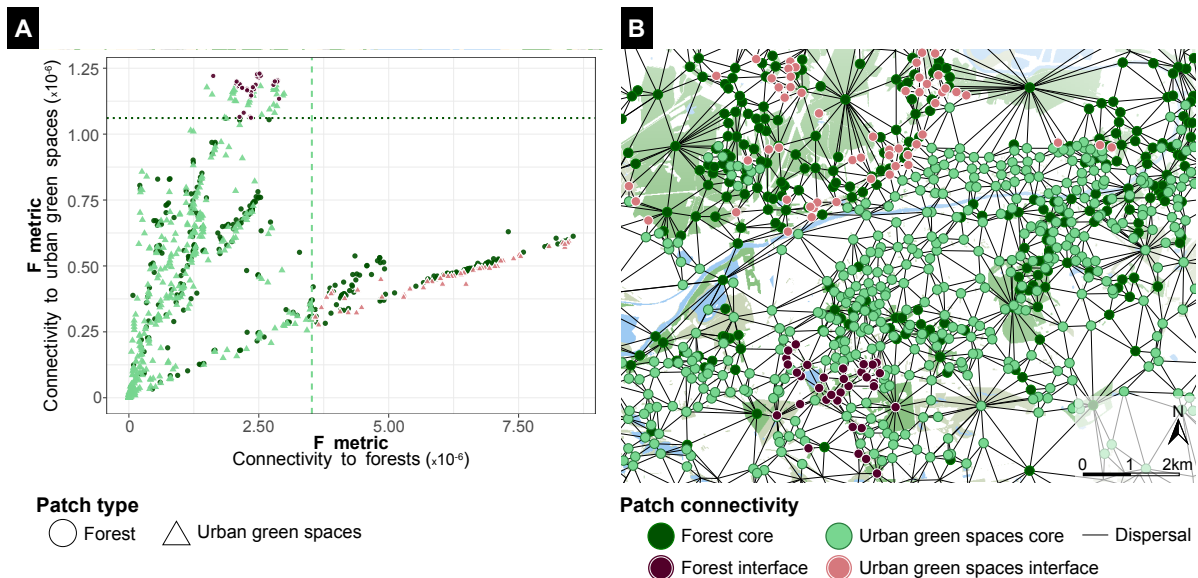 A
F metric
Connectivity to urban green spaces (x10-6)
1.25
1.00
0.75
0.50
0.25
0
0
2.50
5.00
7.50
F metric
Connectivity to forests (x10-6)
Patch type
Forest
Urban green spaces
B
N
0 1 2km
Patch connectivity
Forest core
Urban green spaces core
Dispersal
Forest interface
Urban green spaces interface